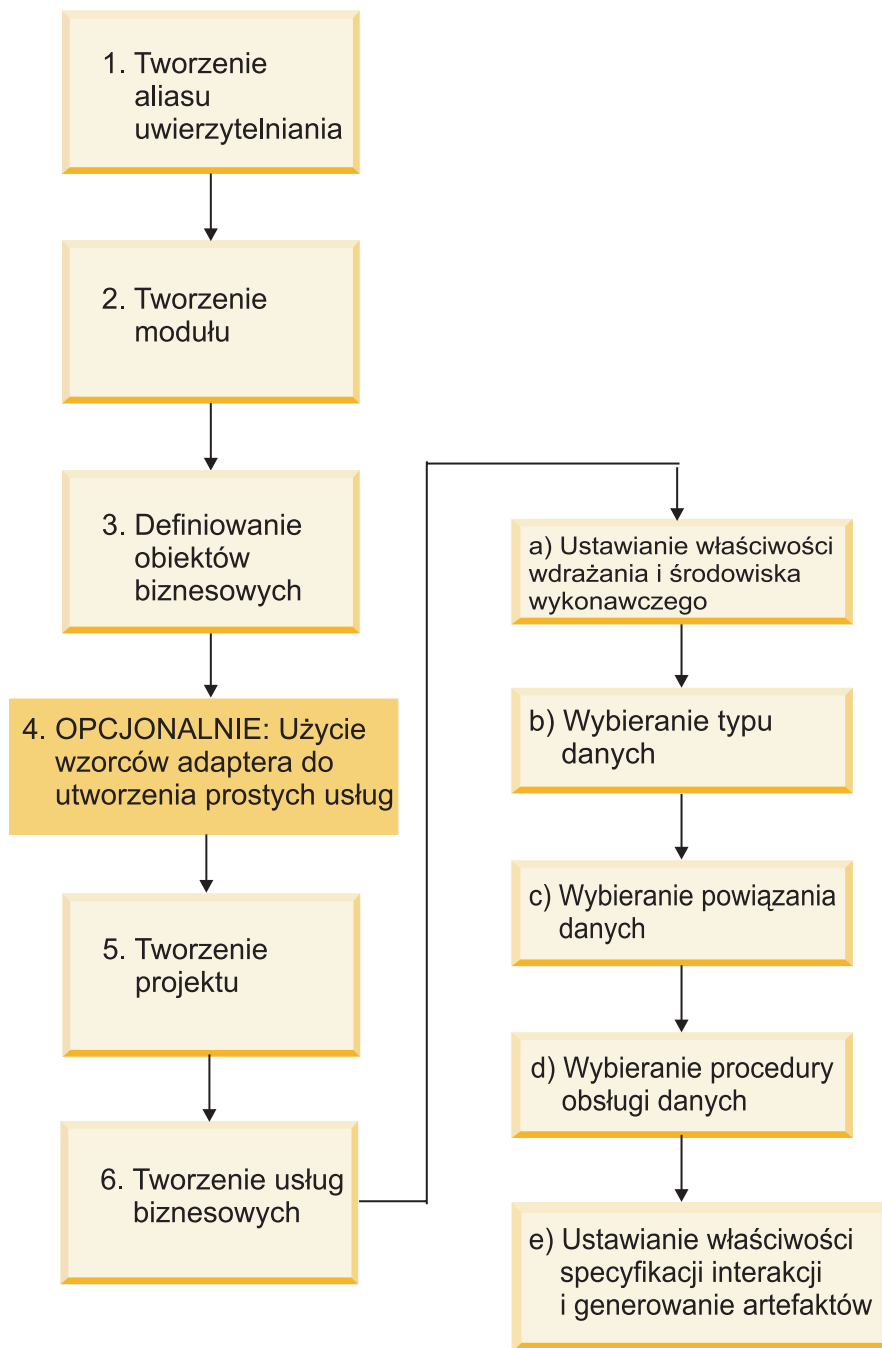 1. Tworzenie
aliasu
uwierzytelniania
2. Tworzenie
modułu
3. Definiowanie
obiektów
biznesowych
4. OPCJONALNIE: Użycie
wzorców adaptera do
utworzenia prostych usług
5. Tworzenie
projektu
6. Tworzenie usług
biznesowych
a) Ustawianie właściwości
wdrażania i środowiska
wykonawczego
b) Wybieranie typu
danych
c) Wybieranie powiązania
danych
d) Wybieranie procedury
obsługi danych
e) Ustawianie właściwości
specyfikacji interakcji
i generowanie artefaktów